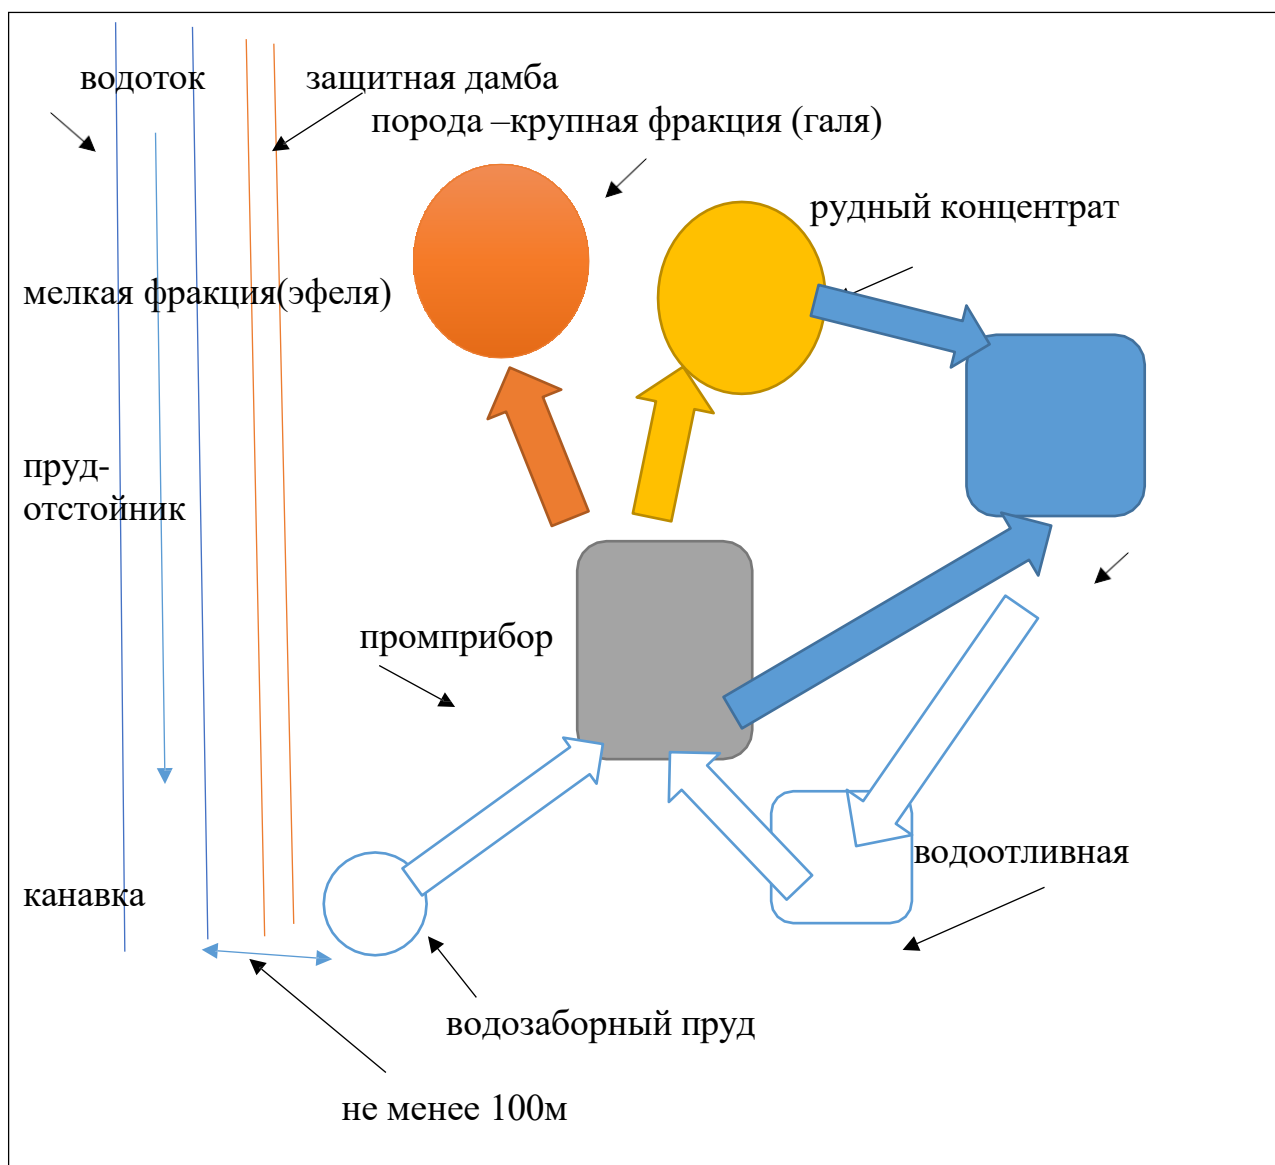 водоток
защитная дамба
порода –крупная фракция (галя)
рудный концентрат
мелкая фракция(эфеля)
пруд-
отстойник
промприбор
водоотливная
канавка
водозаборный пруд
не менее 100м